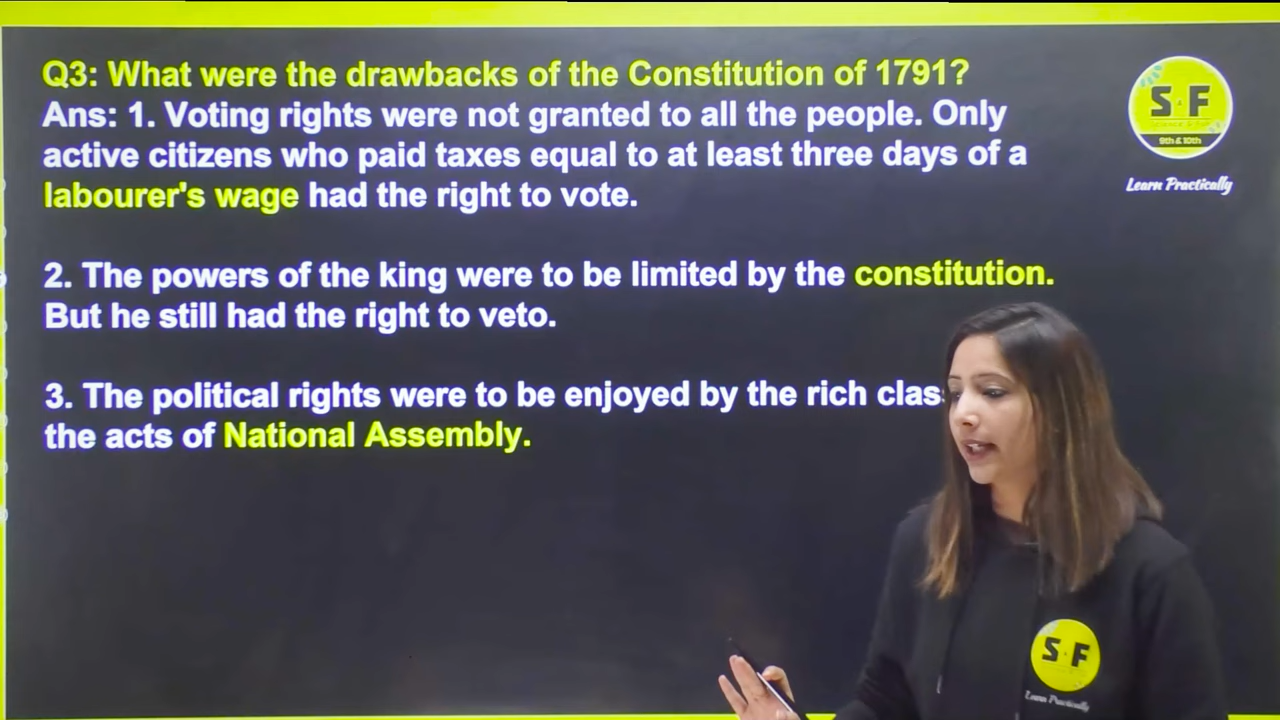 Q3: What were the drawbacks of the Constitution of 1791?
Ans: 1. Voting rights were not granted to all the people. Only
active citizens who paid taxes equal to at least three days of a
labourer's wage had the right to vote.
2. The powers of the king were to be limited by the constitution.
But he still had the right to veto.
3. The political rights were to be enjoyed by the rich
the acts of National Assembly.
S F
9th & 10th
Learn Practically
S F
Learn Practically